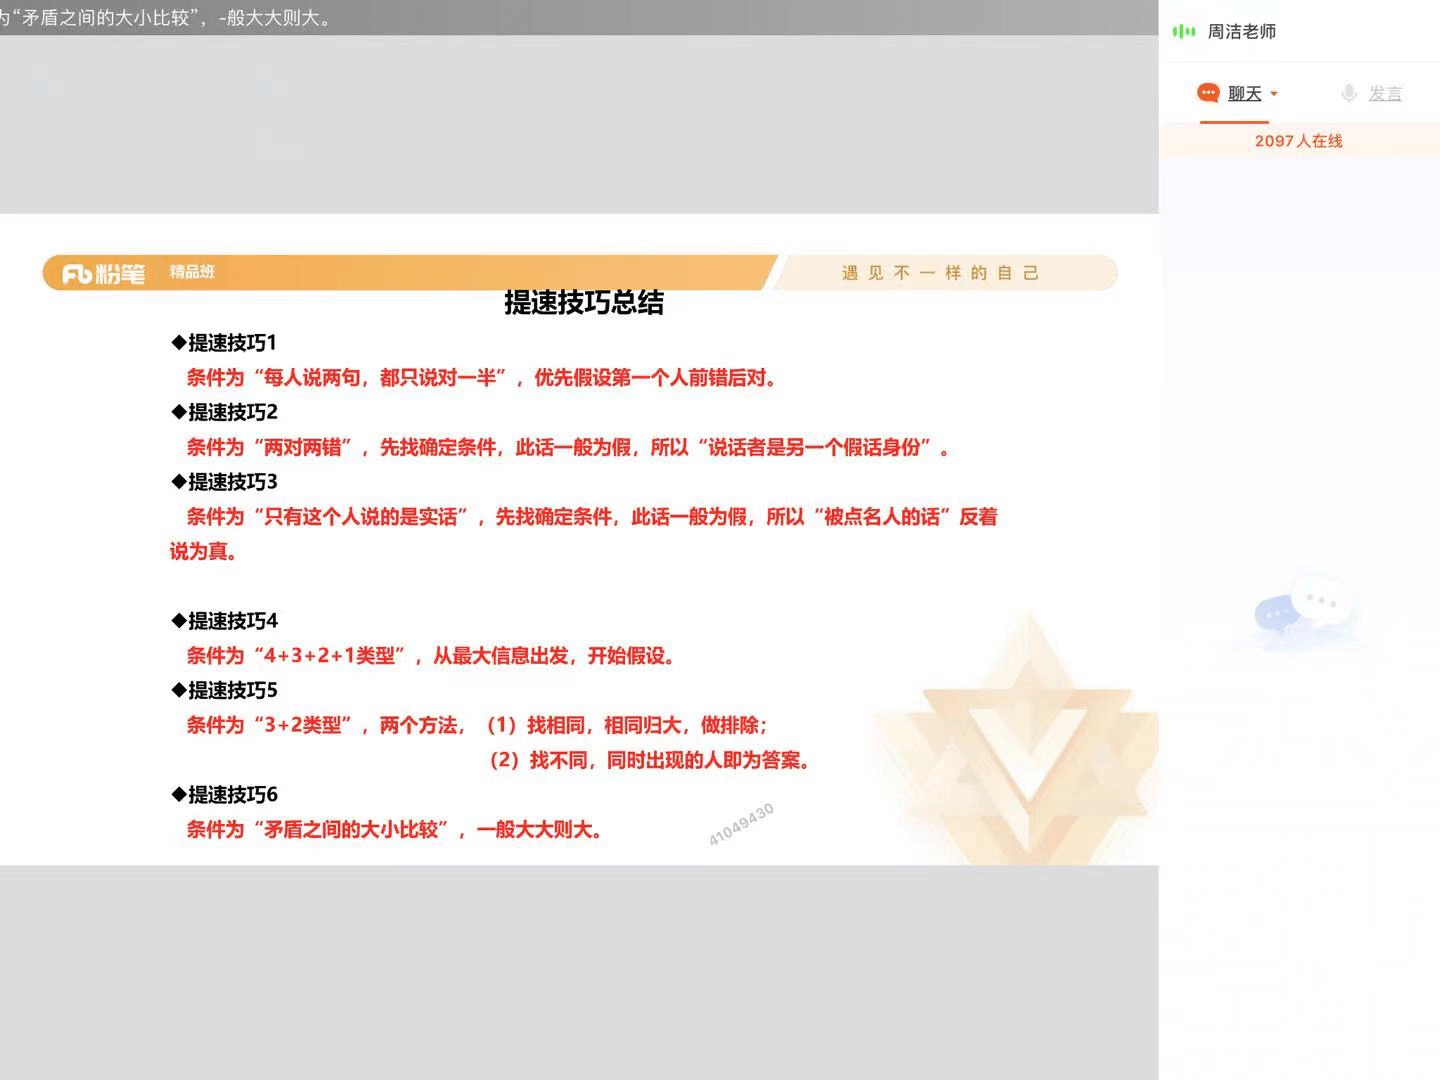 为“矛盾之间的大小比较”，-般大大则大。
周洁老师
聊天
发言
2097人在线
粉笔 精品班
遇见不一样的自己
提速技巧总结
◆提速技巧1
条件为“每人说两句，都只说对一半”，优先假设第一个人前错后对。
◆提速技巧2
条件为“两对两错”，先找确定条件，此话一般为假，所以“说话者是另一个假话身份”。
◆提速技巧3
条件为“只有这个人说的是实话”，先找确定条件，此话一般为假，所以“被点名人的话”反着
说为真。
◆提速技巧4
条件为“4+3+2+1类型”，从最大信息出发，开始假设。
◆提速技巧5
条件为“3+2类型”，两个方法，（1）找相同，相同归大，做排除；
（2）找不同，同时出现的人即为答案。
◆提速技巧6
条件为“矛盾之间的大小比较”，一般大大则大。
41049430